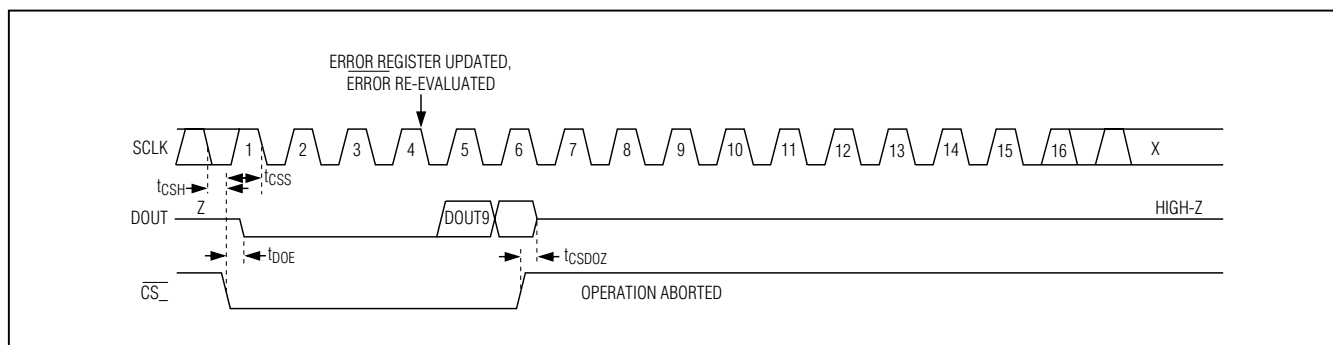 ERROR REGISTER UPDATED,
ERROR RE-EVALUATED
SCLK 1 2 3 4 5 6 7 8 9 10 11 12 13 14 15 16 X
tCSH tCSS
DOUT Z DOUT9 HIGH-Z
tDOE tCSDOZ
CS_ OPERATION ABORTED